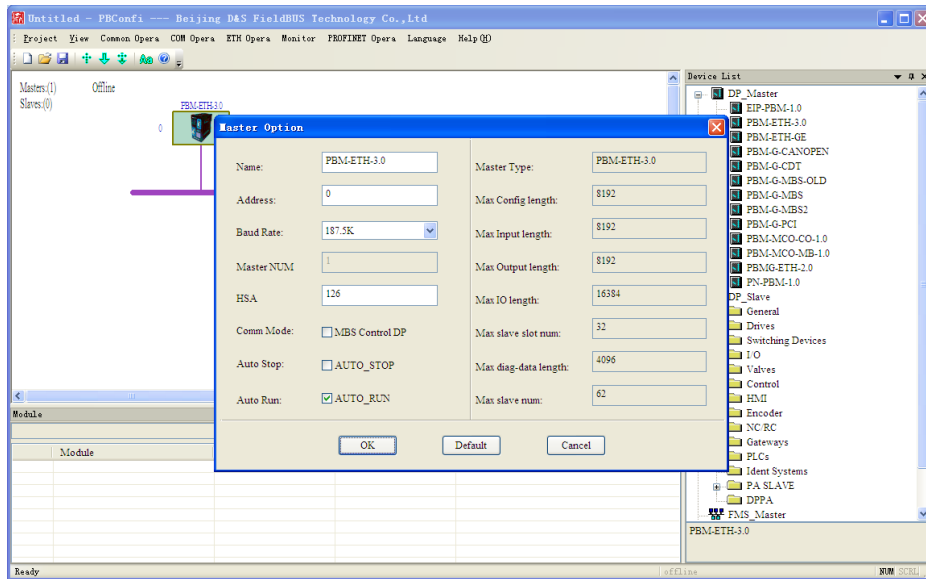 Untitled - PBConfi --- Beijing D&S FieldBUS Technology Co.,Ltd
Project View Common Opera COM Opera ETH Opera Monitor PROFINET Opera Language Help(H)
Masters:(1) Offline
Slaves:(0)
PBM-ETH-3.0
0
Master Option
Name: PBM-ETH-3.0 Master Type: PBM-ETH-3.0
Address: 0 Max Config length: 8192
Baud Rate: 187.5K Max Input length: 8192
Master NUM 1 Max Output length: 8192
HSA 126 Max IO length: 16384
Comm Mode: MBS Control DP Max slave slot num: 32
Auto Stop: AUTO_STOP Max diag-data length: 4096
Auto Run: AUTO_RUN Max slave num: 62
OK Default Cancel
Module
Module
Device List
DP_Master
EIP-PBM-1.0
PBM-ETH-3.0
PBM-ETH-GE
PBM-G-CANOPEN
PBM-G-CDT
PBM-G-MBS-OLD
PBM-G-MBS
PBM-G-MBS2
PBM-G-PCI
PBM-MCO-CO-1.0
PBM-MCO-MB-1.0
PBMG-ETH-2.0
PN-PBM-1.0
DP_Slave
General
Drives
Switching Devices
I/O
Valves
Control
HMI
Encoder
NC/RC
Gateways
PLCs
Ident Systems
PA SLAVE
DPPA
FMS_Master
PBM-ETH-3.0
Ready offline NUM SCRL